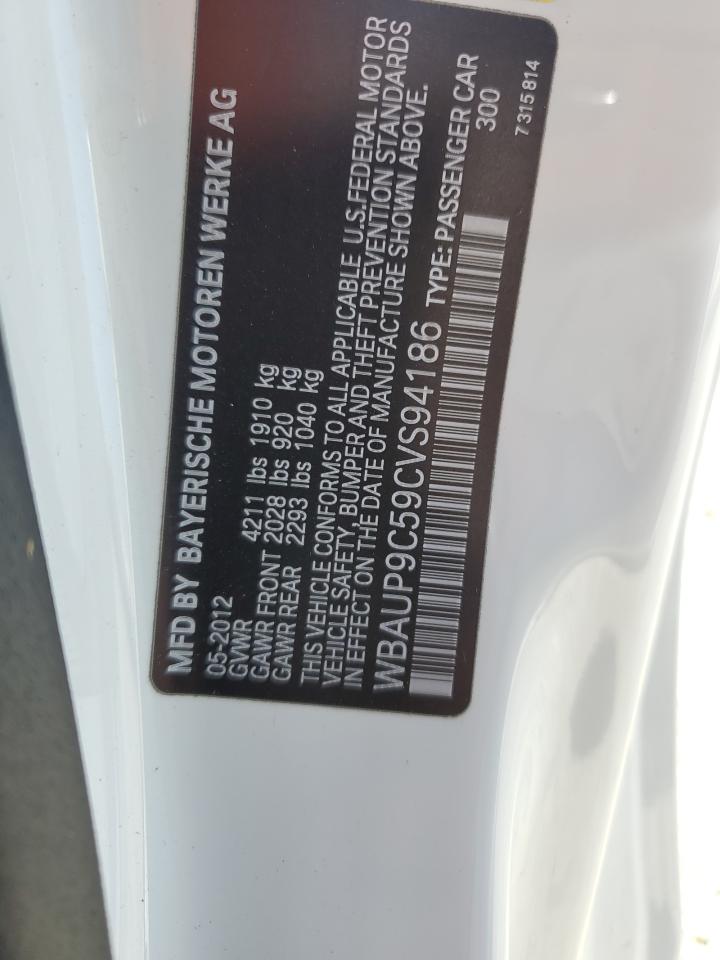 MFD BY BAYERISCHE MOTOREN WERKE AG
05-2012
GVWR 4211 lbs 1910 kg
GAWR FRONT 2028 lbs 920 kg
GAWR REAR 2293 lbs 1040 kg
THIS VEHICLE CONFORMS TO ALL APPLICABLE U.S.FEDERAL MOTOR
VEHICLE SAFETY, BUMPER AND THEFT PREVENTION STANDARDS
IN EFFECT ON THE DATE OF MANUFACTURE SHOWN ABOVE.
WBAUP9C59CVS94186 TYPE: PASSENGER CAR
300
7 315 814